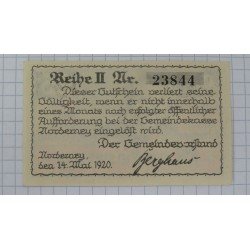 Reihe II Nr. 23844
Dieser Gutschein verliert seine
Gültigkeit, wenn er nicht innerhalb
eines Monats nach erfolgter öffentlicher
Aufforderung bei der Gemeindekasse
Norderney eingelöst wird.
Der Gemeindevorstand
Norderney,
den 14. Mai 1920.
Berghaus